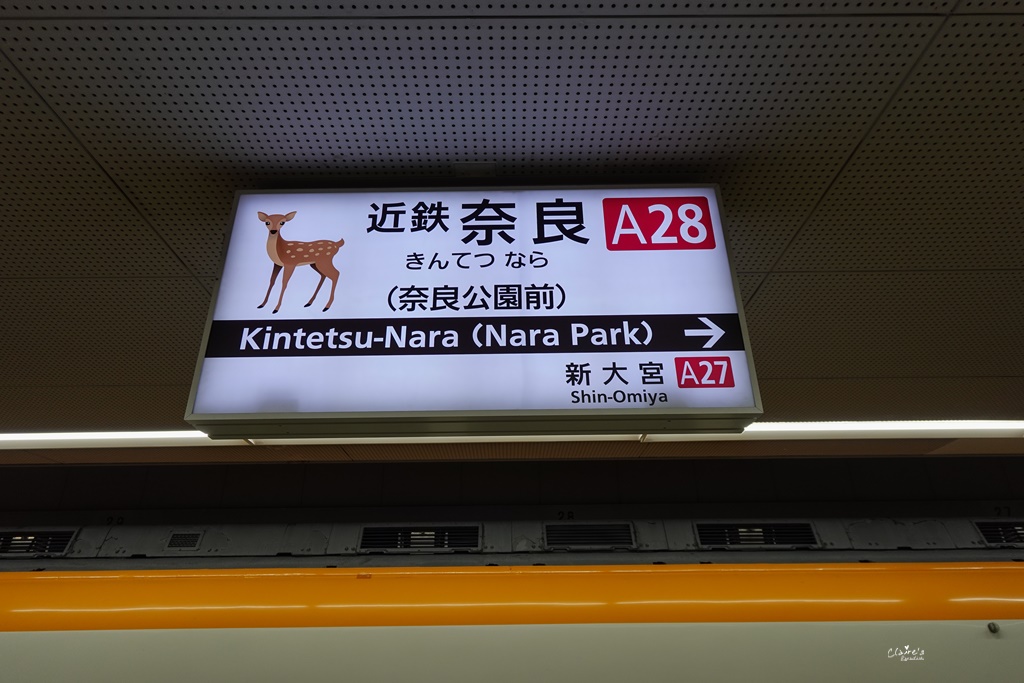 近鉄 奈良 A28
きんてつ なら
（奈良公園前）
Kintetsu-Nara (Nara Park) →
新大宮 A27
Shin-Omiya
Claire's